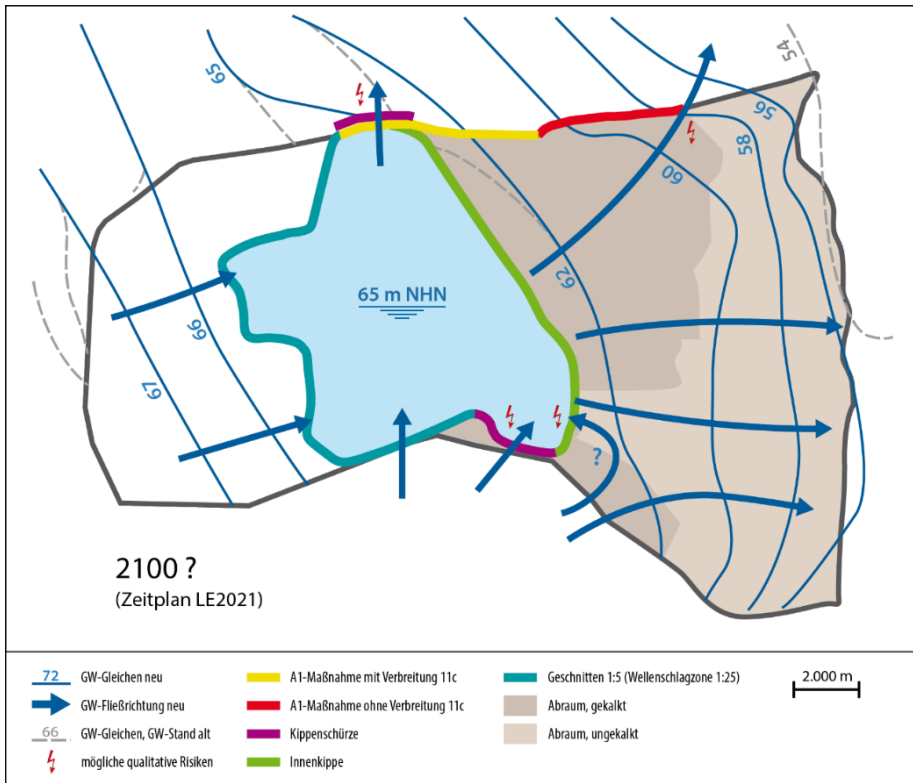 65
54
56
58
60
65 m NHN
62
66
67
?
2100 ?
(Zeitplan LE2021)
72 GW-Gleichen neu
GW-Fließrichtung neu
66 GW-Gleichen, GW-Stand alt
mögliche qualitative Risiken
A1-Maßnahme mit Verbreitung 11c
A1-Maßnahme ohne Verbreitung 11c
Kippenschürze
Innenkippe
Geschnitten 1:5 (Wellenschlagzone 1:25)
Abraum, gekalkt
Abraum, ungekalkt
2.000 m